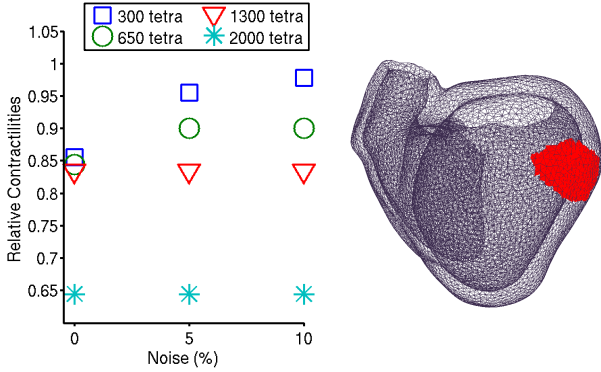 300 tetra 1300 tetra
650 tetra 2000 tetra
1.05
1
0.95
0.9
0.85
0.8
0.75
0.7
0.65
Relative Contractilities
0 5 10
Noise (%)